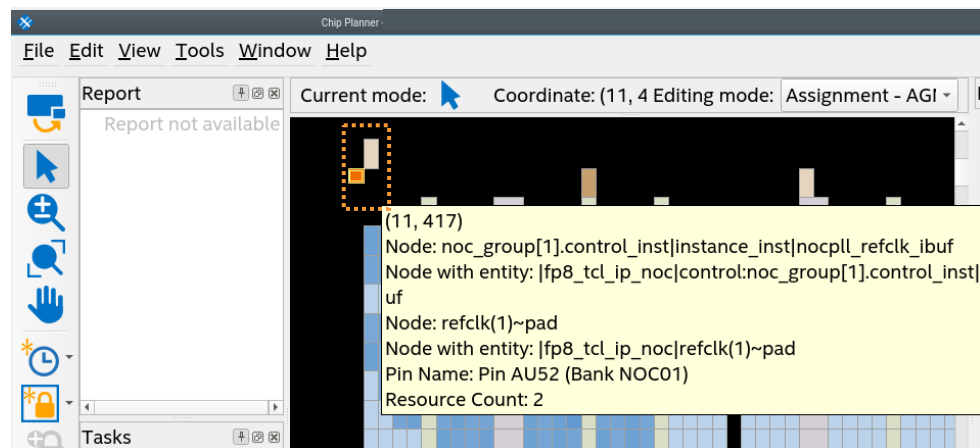 Chip Planner -
File Edit View Tools Window Help
Report
Report not available
Current mode: Coordinate: (11, 4 Editing mode: Assignment - AGI
(11, 417)
Node: noc_group[1].control_inst|instance_inst|nocpll_refclk_ibuf
Node with entity: |fp8_tcl_ip_noc|control:noc_group[1].control_inst|
uf
Node: refclk(1)~pad
Node with entity: |fp8_tcl_ip_noc|refclk(1)~pad
Pin Name: Pin AU52 (Bank NOC01)
Resource Count: 2
Tasks